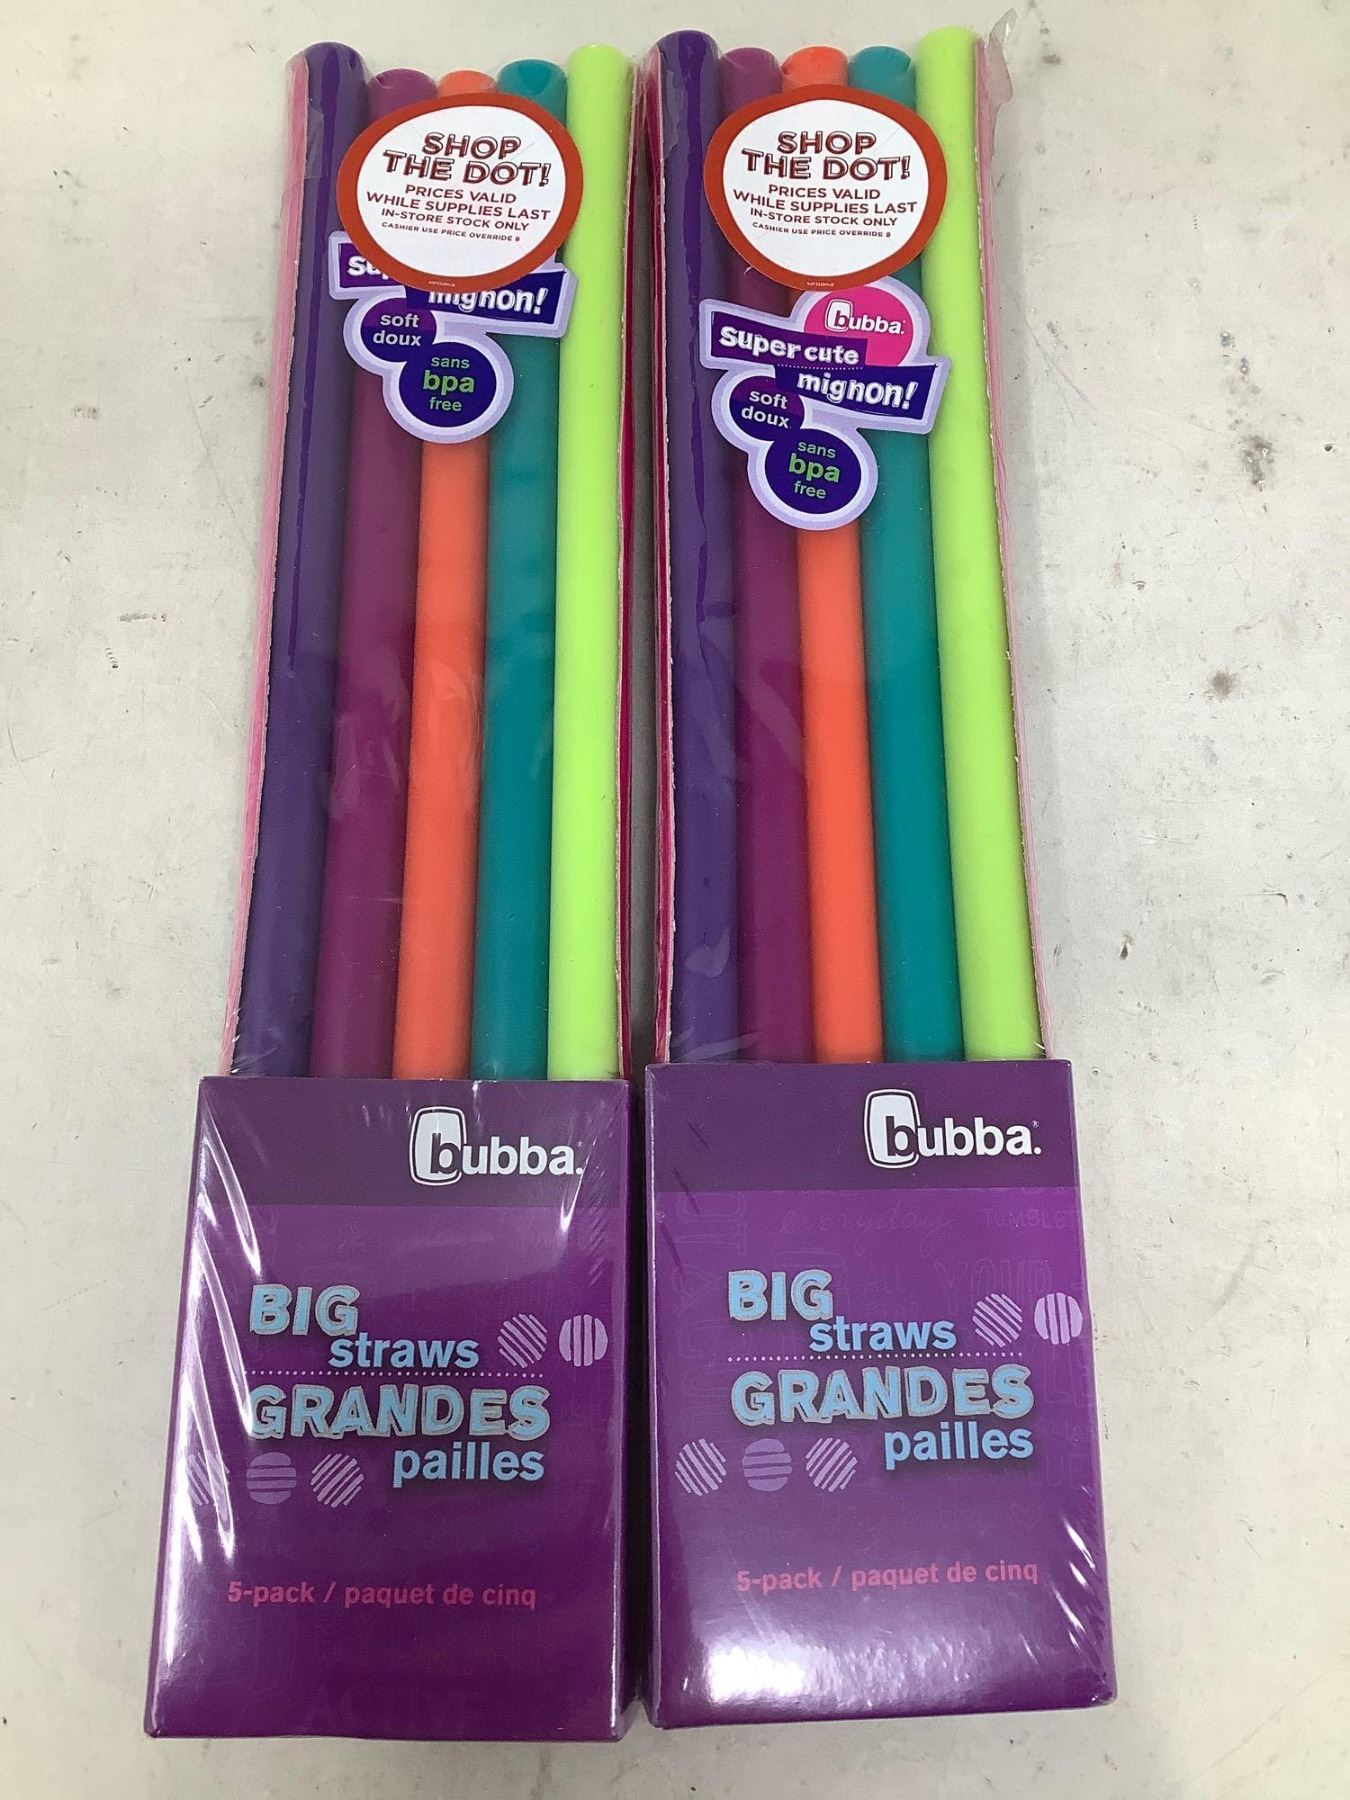 SHOP
THE DOT!
PRICES VALID
WHILE SUPPLIES LAST
IN-STORE STOCK ONLY
CASHIER USE PRICE OVERRIDE 8
mignon!
soft
doux
sans
bpa
free
bubba.
BIG
straws
GRANDES
pailles
5-pack / paquet de cinq
SHOP
THE DOT!
PRICES VALID
WHILE SUPPLIES LAST
IN-STORE STOCK ONLY
CASHIER USE PRICE OVERRIDE 8
bubba.
Super cute
mignon!
soft
doux
sans
bpa
free
bubba.
everyday
BIG
straws
GRANDES
pailles
5-pack / paquet de cinq